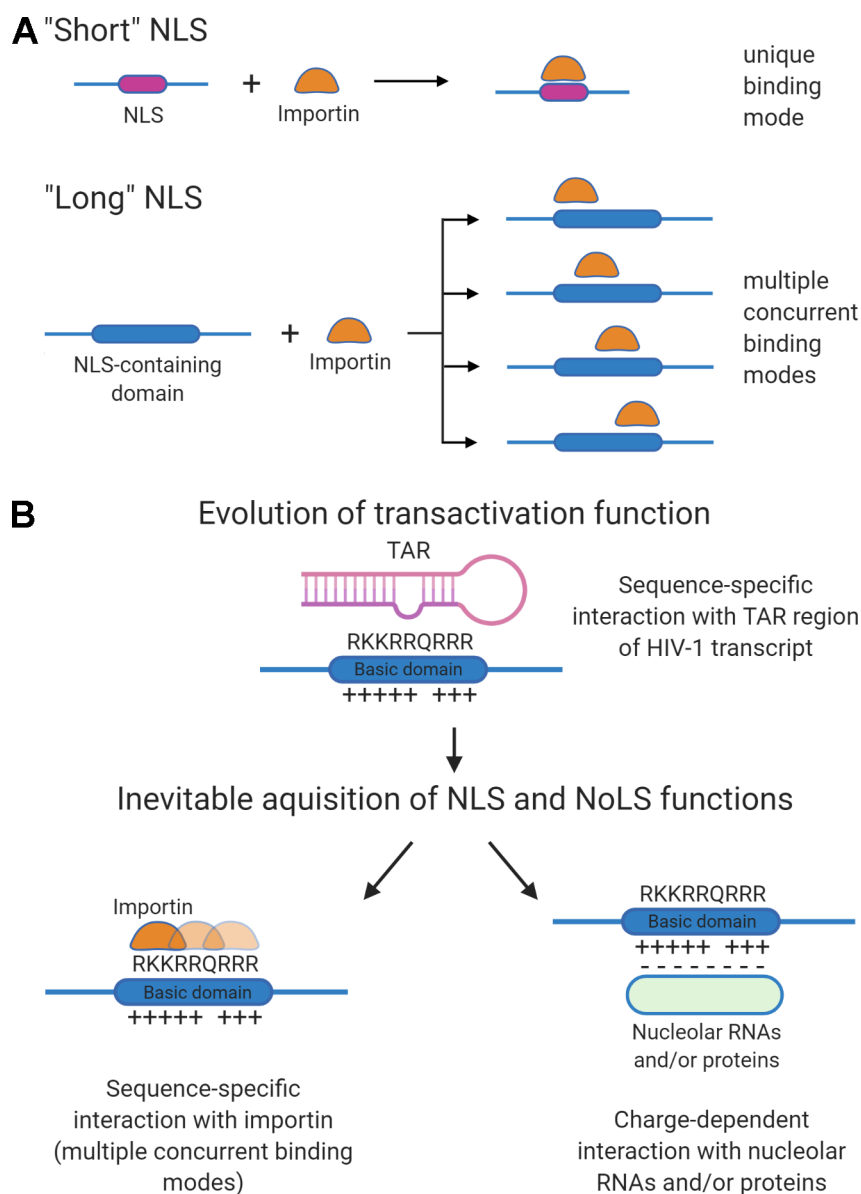 A "Short" NLS
+
NLS
Importin
unique
binding
mode
"Long" NLS
+
NLS-containing
domain
Importin
multiple
concurrent
binding
modes
B
Evolution of transactivation function
TAR
Sequence-specific
interaction with TAR region
of HIV-1 transcript
RKKRRQRRR
Basic domain
+++++ +++
Inevitable aquisition of NLS and NoLS functions
Importin
RKKRRQRRR
Basic domain
+++++ +++
Sequence-specific
interaction with importin
(multiple concurrent binding
modes)
RKKRRQRRR
Basic domain
+++++ +++
- - - - - - - -
Nucleolar RNAs
and/or proteins
Charge-dependent
interaction with nucleolar
RNAs and/or proteins